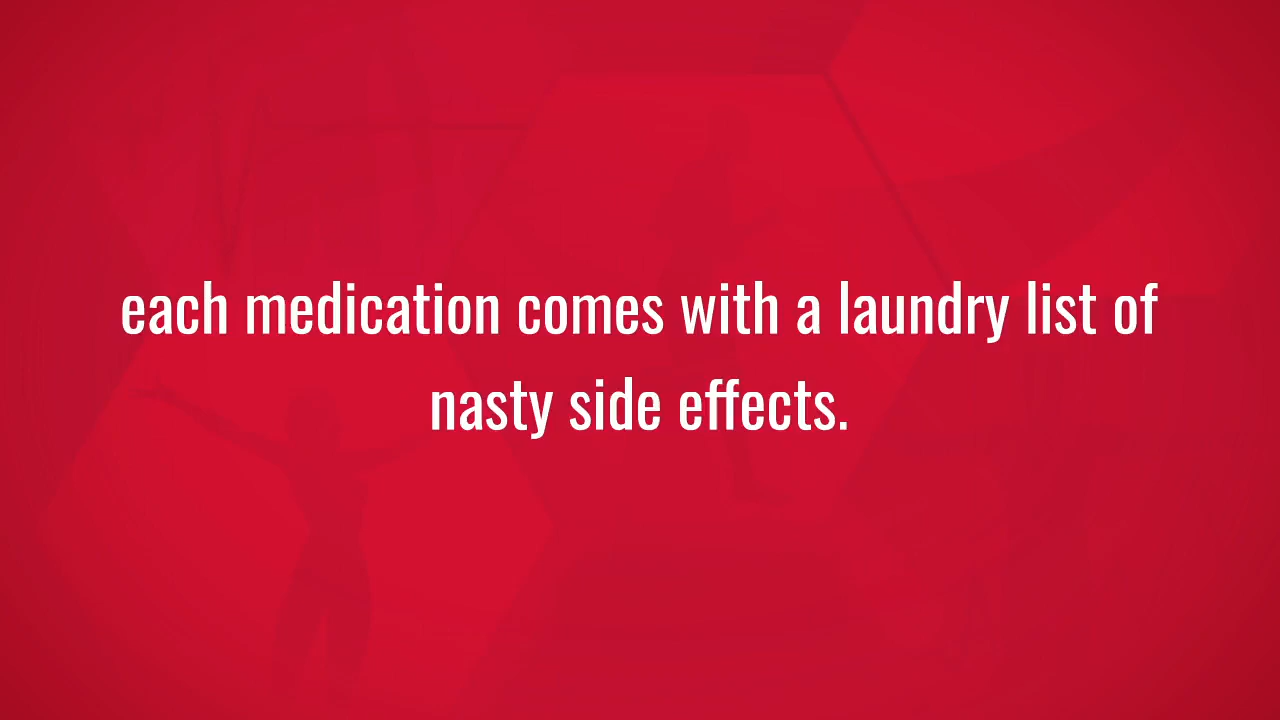 each medication comes with a laundry list of
nasty side effects.